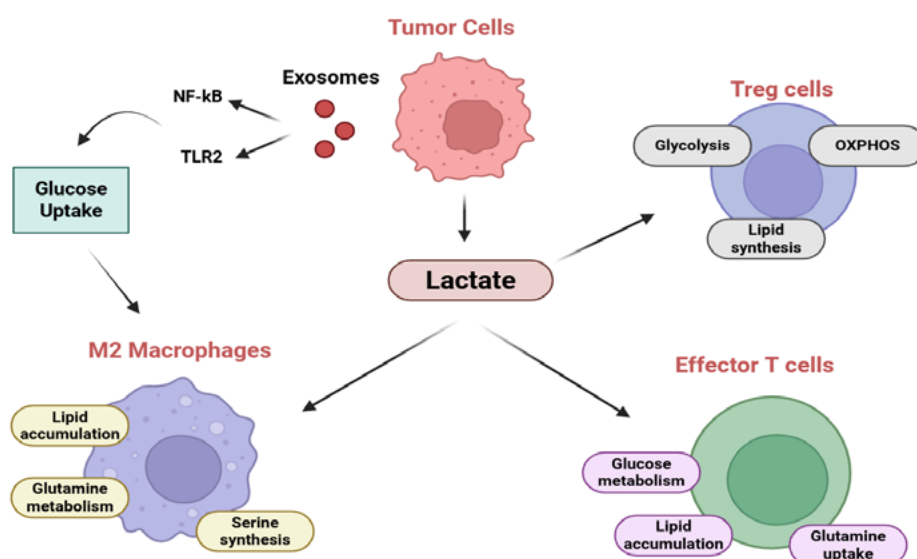 Tumor Cells
Exosomes
NF-kB
TLR2
Treg cells
Glycolysis
OXPHOS
Lipid
synthesis
Glucose
Uptake
Lactate
M2 Macrophages
Lipid
accumulation
Glutamine
metabolism
Serine
synthesis
Effector T cells
Glucose
metabolism
Lipid
accumulation
Glutamine
uptake